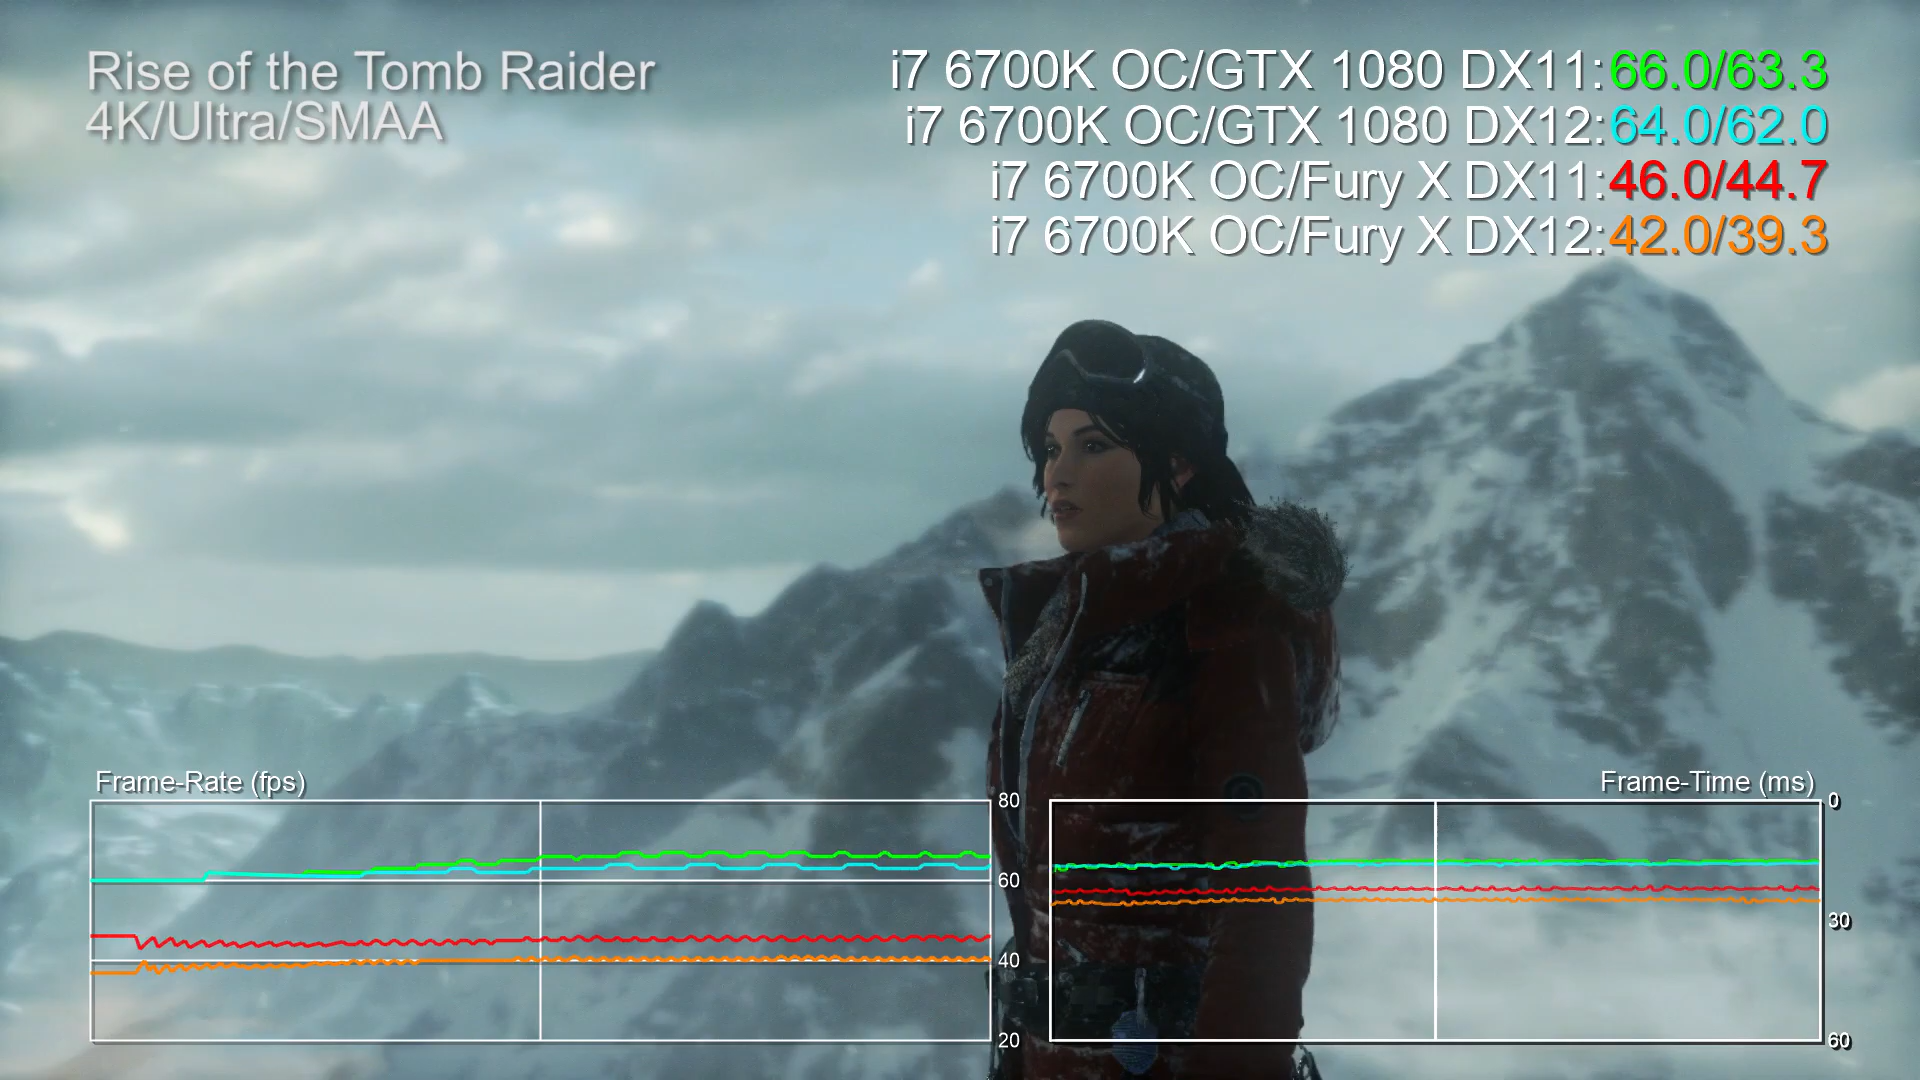 Rise of the Tomb Raider
4K/Ultra/SMAA
i7 6700K OC/GTX 1080 DX11:66.0/63.3
i7 6700K OC/GTX 1080 DX12:64.0/62.0
i7 6700K OC/Fury X DX11:46.0/44.7
i7 6700K OC/Fury X DX12:42.0/39.3
Frame-Rate (fps)
80
60
40
20
Frame-Time (ms)
0
30
60